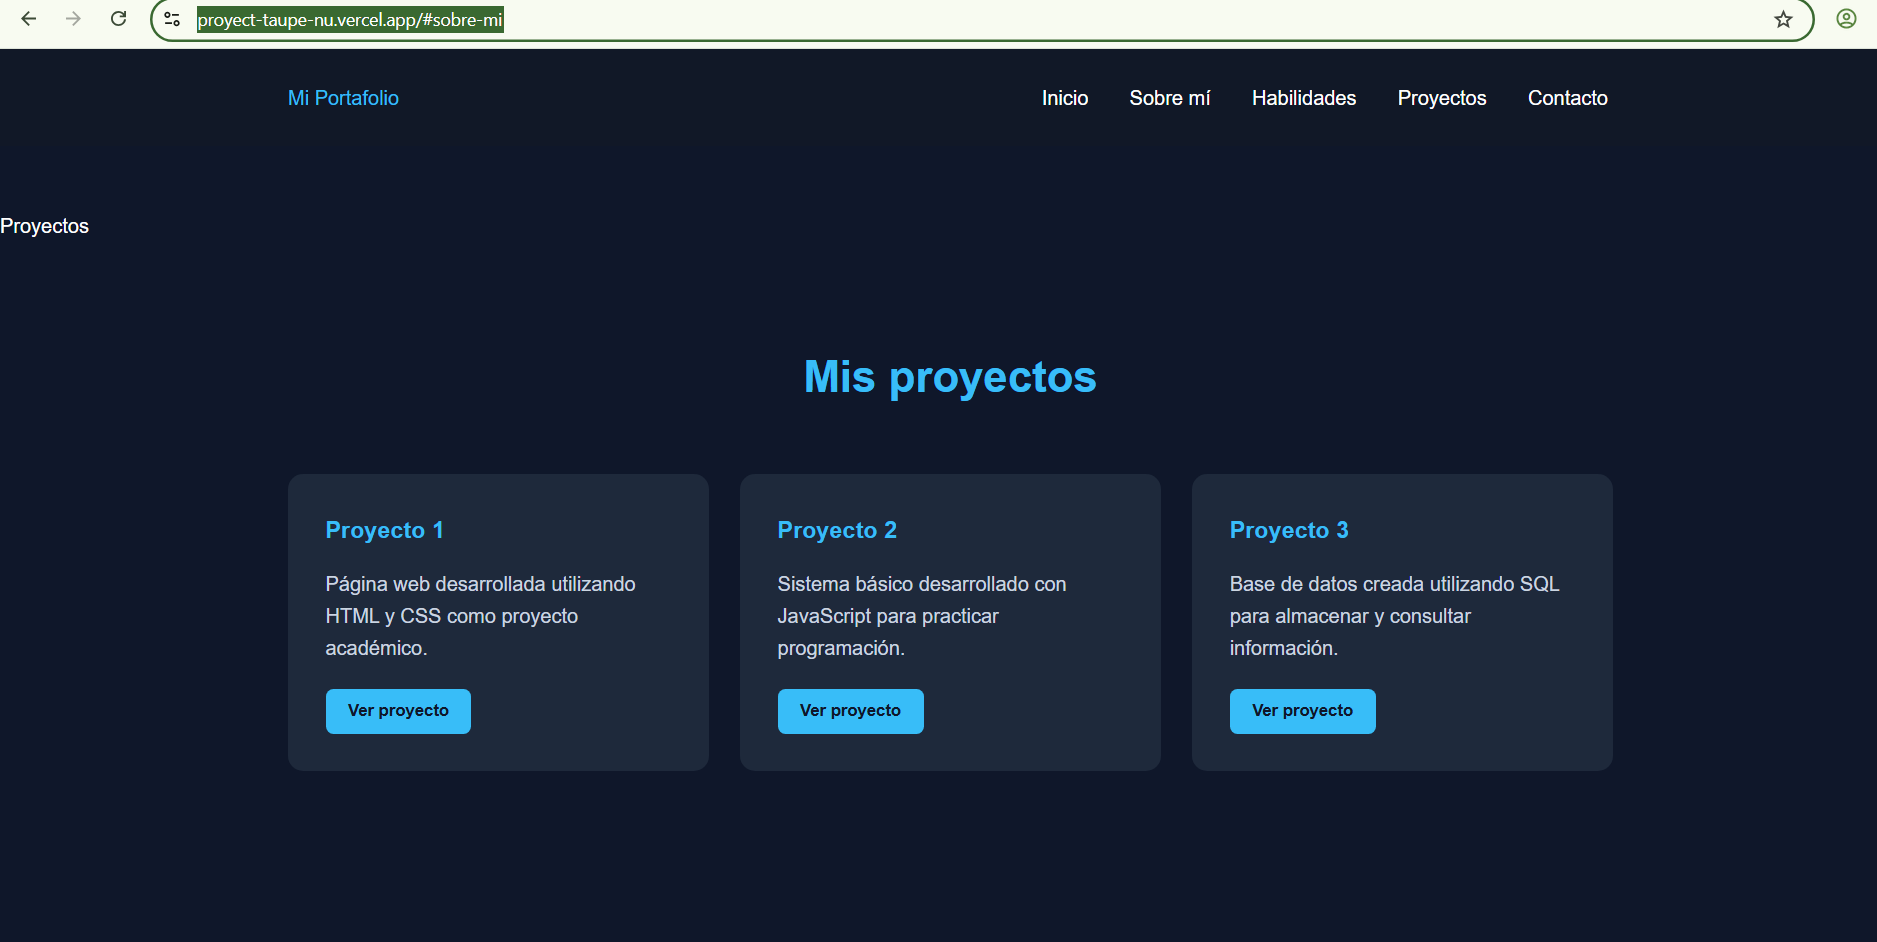 proyect-taupe-nu.vercel.app/#sobre-mi
Mi Portafolio
Inicio Sobre mí Habilidades Proyectos Contacto
Proyectos
Mis proyectos
Proyecto 1
Página web desarrollada utilizando
HTML y CSS como proyecto
académico.
Ver proyecto
Proyecto 2
Sistema básico desarrollado con
JavaScript para practicar
programación.
Ver proyecto
Proyecto 3
Base de datos creada utilizando SQL
para almacenar y consultar
información.
Ver proyecto